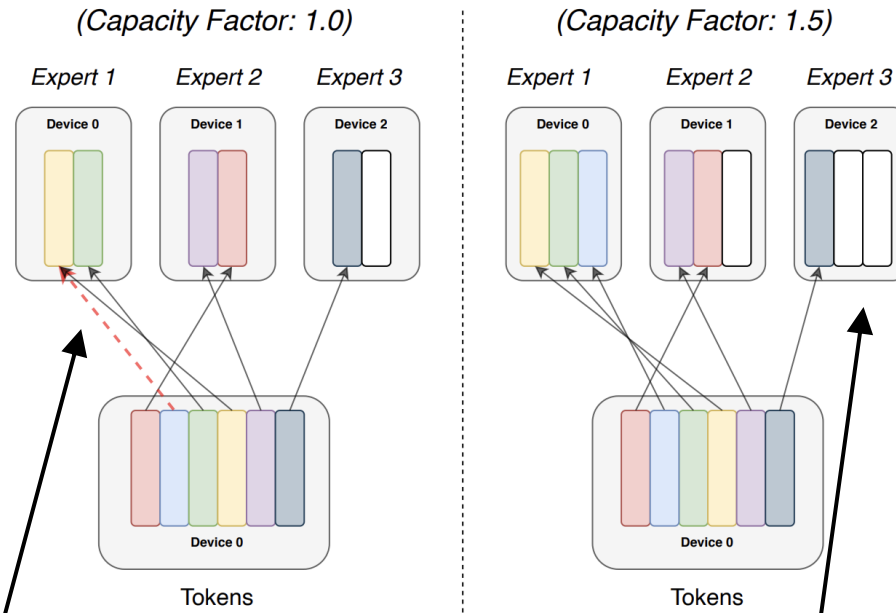 (Capacity Factor: 1.0)
Expert 1 Expert 2 Expert 3
Device 0 Device 1 Device 2
Device 0
Tokens
(Capacity Factor: 1.5)
Expert 1 Expert 2 Expert 3
Device 0 Device 1 Device 2
Device 0
Tokens